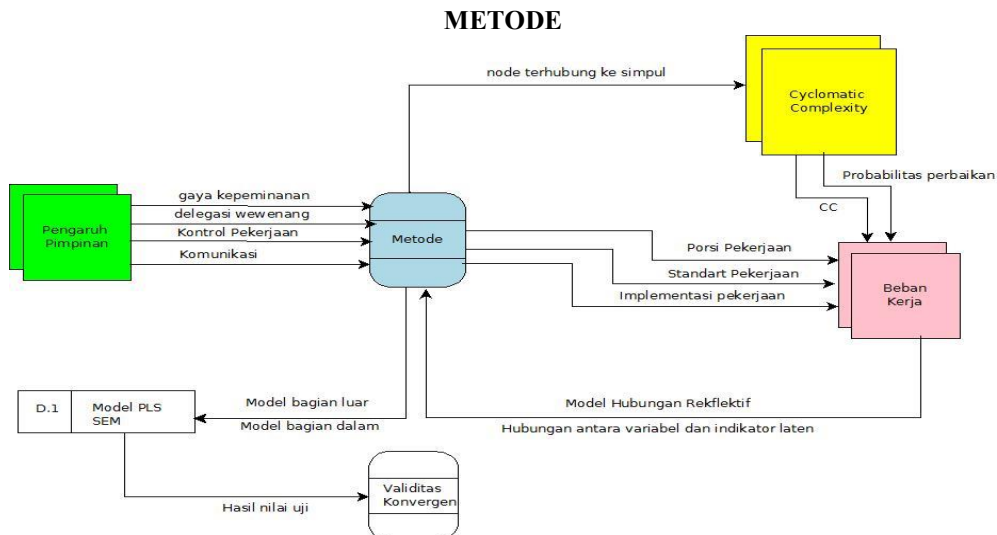 METODE
node terhubung ke simpul
Cyclomatic
Complexity
Probabilitas perbaikan
CC
gaya kepeminanan
delegasi wewenang
Kontrol Pekerjaan
Komunikasi
Pengaruh
Pimpinan
Metode
Porsi Pekerjaan
Standart Pekerjaan
Implementasi pekerjaan
Beban
Kerja
D.1
Model PLS
SEM
Model bagian luar
Model bagian dalam
Model Hubungan Rekflektif
Hubungan antara variabel dan indikator laten
Validitas
Konvergen
Hasil nilai uji